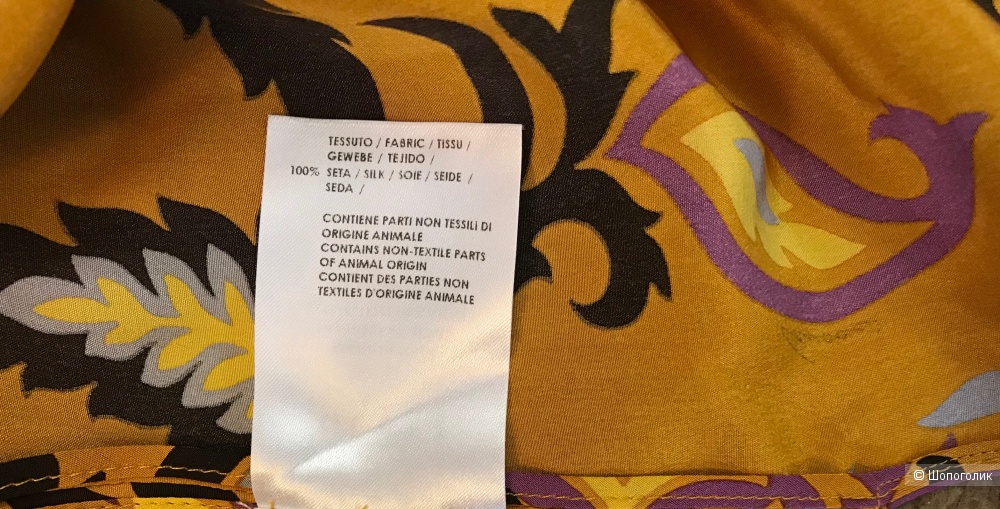 TESSUTO / FABRIC / TISSU /
GEWEBE / TEJIDO /
100% SETA / SILK / SOIE / SEIDE /
SEDA /
CONTIENE PARTI NON TESSILI DI
ORIGINE ANIMALE
CONTAINS NON-TEXTILE PARTS
OF ANIMAL ORIGIN
CONTIENT DES PARTIES NON
TEXTILES D'ORIGINE ANIMALE
© Шопоголик